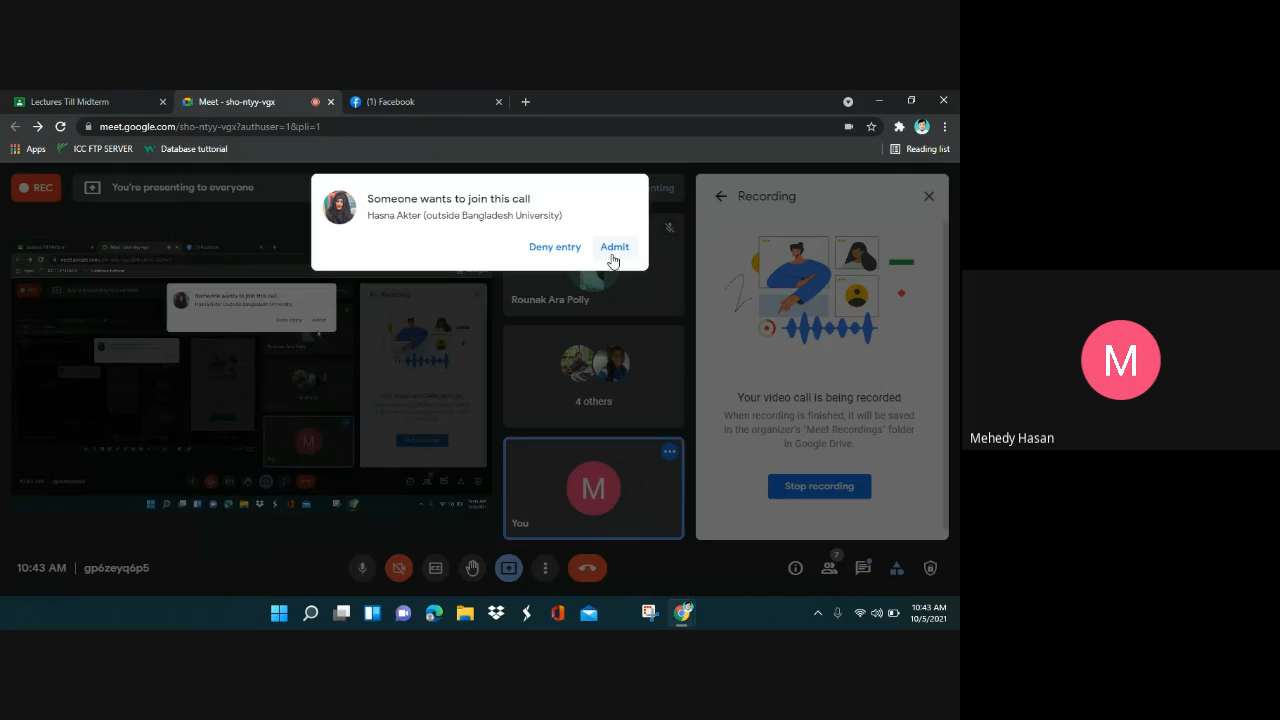 Lectures Till Midterm
Meet - sho-ntyy-vgx
(1) Facebook
meet.google.com/sho-ntyy-vgx?authuser=1&pli=1
Apps
ICC FTP SERVER
Database tuttorial
Reading list
REC
You're presenting to everyone
Someone wants to join this call
Hasna Akter (outside Bangladesh University)
Deny entry
Admit
Recording
Rounak Ara Polly
4 others
Your video call is being recorded
When recording is finished, it will be saved
in the organizer's "Meet Recordings" folder
in Google Drive.
Stop recording
M
You
M
Mehedy Hasan
10:43 AM | gp6zeyq6p5
7
10:43 AM
10/5/2021